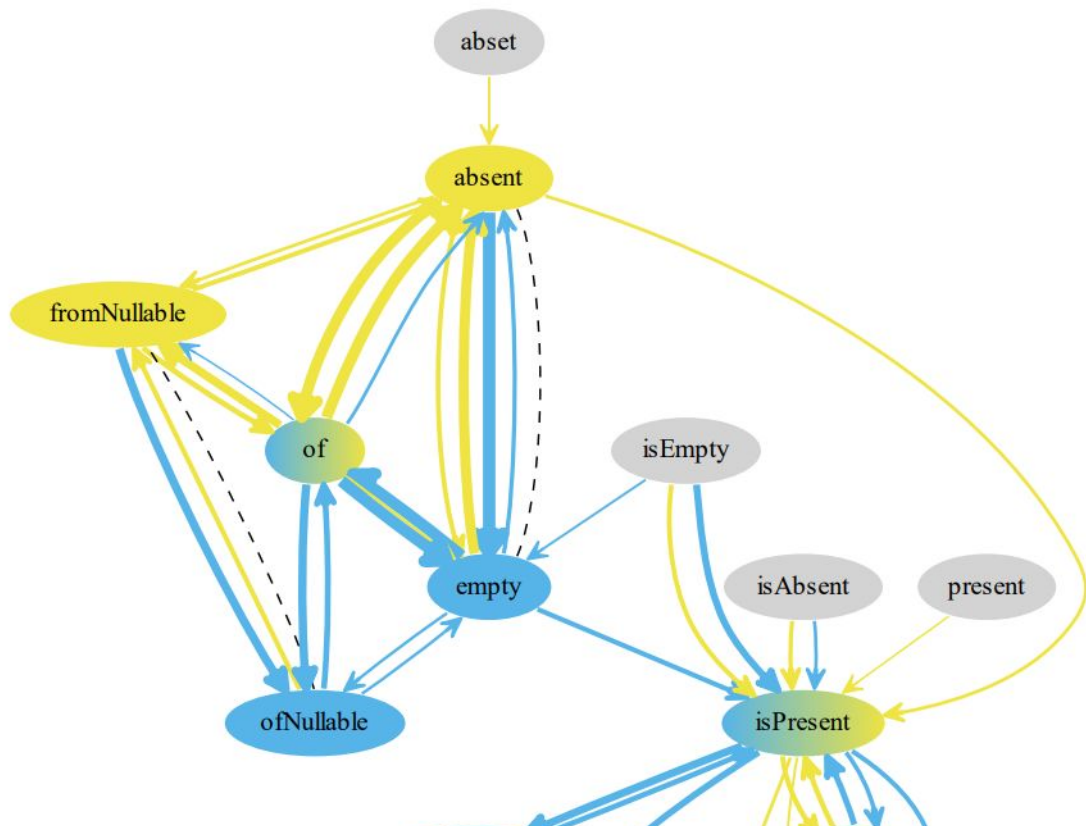 abset
absent
fromNullable
of
isEmpty
empty
isAbsent
present
ofNullable
isPresent